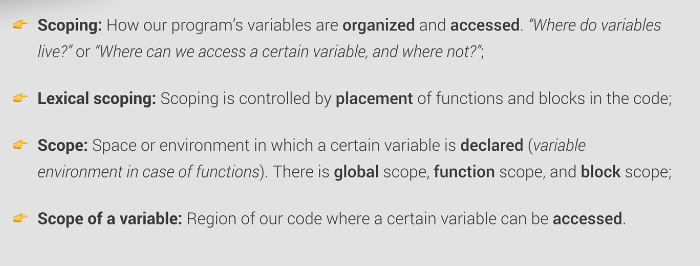 Scoping: How our program’s variables are organized and accessed. “Where do variables
live?” or “Where can we access a certain variable, and where not?”;
Lexical scoping: Scoping is controlled by placement of functions and blocks in the code;
Scope: Space or environment in which a certain variable is declared (variable
environment in case of functions). There is global scope, function scope, and block scope;
Scope of a variable: Region of our code where a certain variable can be accessed.